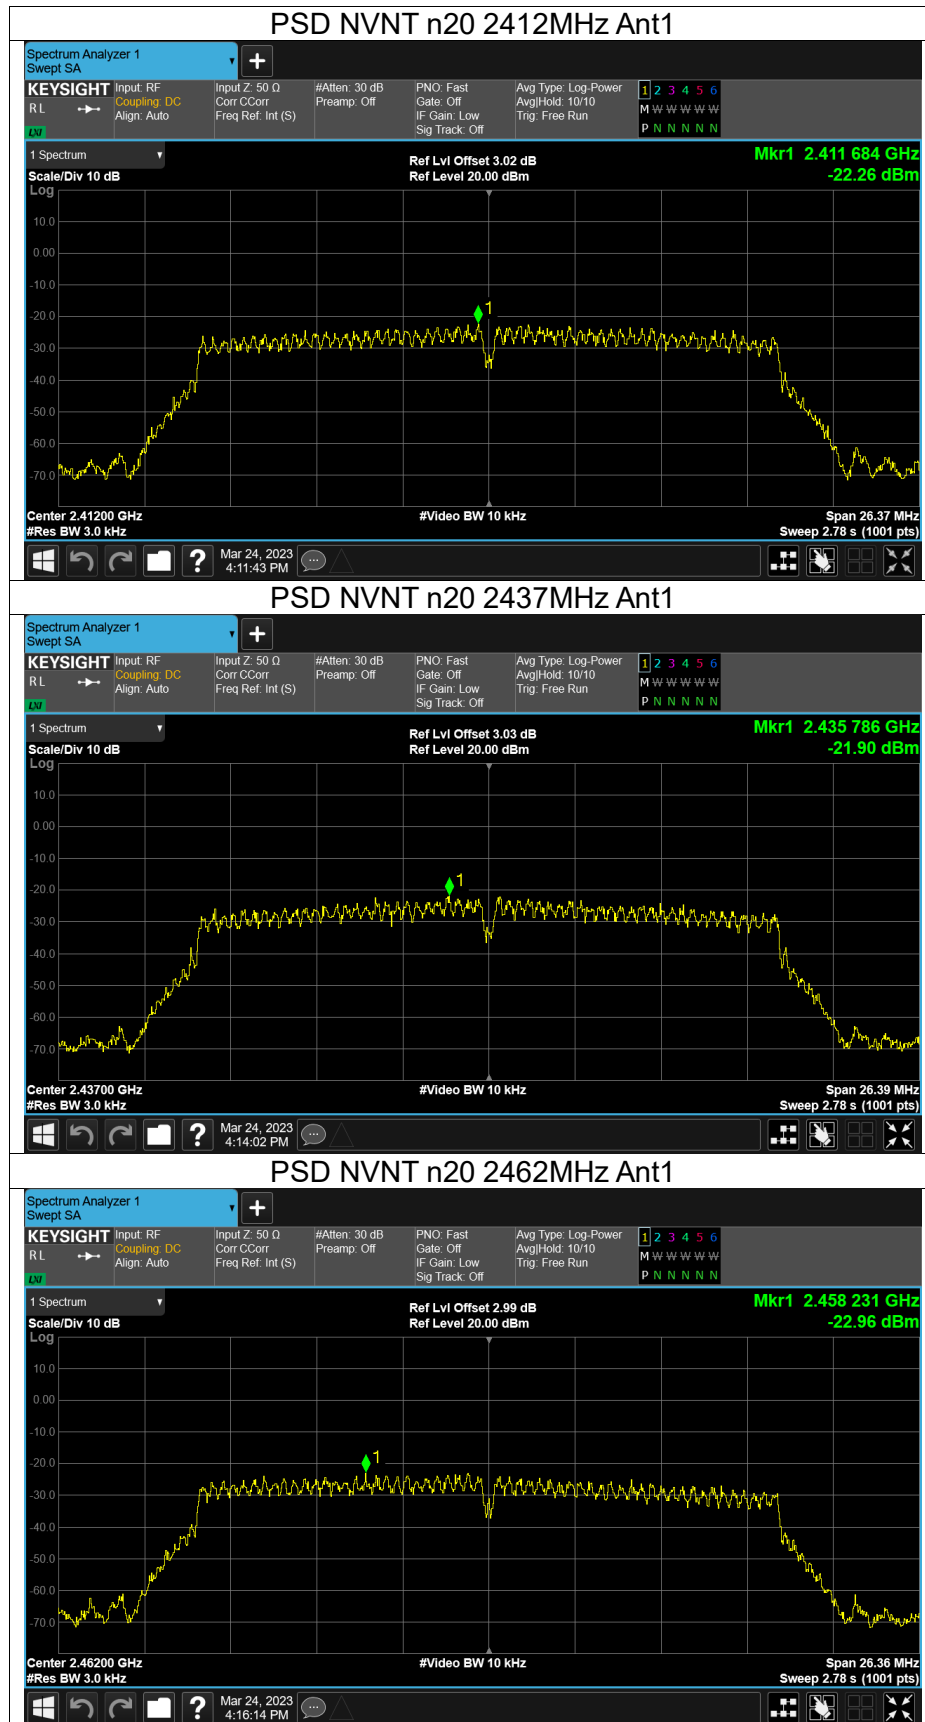 PSD NVNT n20 2412MHz Ant1
Spectrum Analyzer 1
Swept SA
+
KEYSIGHT Input: RF Input Z: 50 Ω #Atten: 30 dB PNO: Fast Avg Type: Log-Power 1 2 3 4 5 6
RL Coupling: DC Corr CCorr Preamp: Off Gate: Off Avg|Hold: 10/10 M W W W W W
Align: Auto Freq Ref: Int (S) IF Gain: Low Trig: Free Run
LXI Sig Track: Off P N N N N N
1 Spectrum Ref Lvl Offset 3.02 dB Mkr1 2.411 684 GHz
Scale/Div 10 dB Ref Level 20.00 dBm -22.26 dBm
Log
10.0
0.00
-10.0
1
-20.0
-30.0
-40.0
-50.0
-60.0
-70.0
Center 2.41200 GHz #Video BW 10 kHz Span 26.37 MHz
#Res BW 3.0 kHz Sweep 2.78 s (1001 pts)
? Mar 24, 2023
4:11:43 PM
PSD NVNT n20 2437MHz Ant1
Spectrum Analyzer 1
Swept SA
+
KEYSIGHT Input: RF Input Z: 50 Ω #Atten: 30 dB PNO: Fast Avg Type: Log-Power 1 2 3 4 5 6
RL Coupling: DC Corr CCorr Preamp: Off Gate: Off Avg|Hold: 10/10 M W W W W W
Align: Auto Freq Ref: Int (S) IF Gain: Low Trig: Free Run
LXI Sig Track: Off P N N N N N
1 Spectrum Ref Lvl Offset 3.03 dB Mkr1 2.435 786 GHz
Scale/Div 10 dB Ref Level 20.00 dBm -21.90 dBm
Log
10.0
0.00
-10.0
1
-20.0
-30.0
-40.0
-50.0
-60.0
-70.0
Center 2.43700 GHz #Video BW 10 kHz Span 26.39 MHz
#Res BW 3.0 kHz Sweep 2.78 s (1001 pts)
? Mar 24, 2023
4:14:02 PM
PSD NVNT n20 2462MHz Ant1
Spectrum Analyzer 1
Swept SA
+
KEYSIGHT Input: RF Input Z: 50 Ω #Atten: 30 dB PNO: Fast Avg Type: Log-Power 1 2 3 4 5 6
RL Coupling: DC Corr CCorr Preamp: Off Gate: Off Avg|Hold: 10/10 M W W W W W
Align: Auto Freq Ref: Int (S) IF Gain: Low Trig: Free Run
LXI Sig Track: Off P N N N N N
1 Spectrum Ref Lvl Offset 2.99 dB Mkr1 2.458 231 GHz
Scale/Div 10 dB Ref Level 20.00 dBm -22.96 dBm
Log
10.0
0.00
-10.0
1
-20.0
-30.0
-40.0
-50.0
-60.0
-70.0
Center 2.46200 GHz #Video BW 10 kHz Span 26.36 MHz
#Res BW 3.0 kHz Sweep 2.78 s (1001 pts)
? Mar 24, 2023
4:16:14 PM